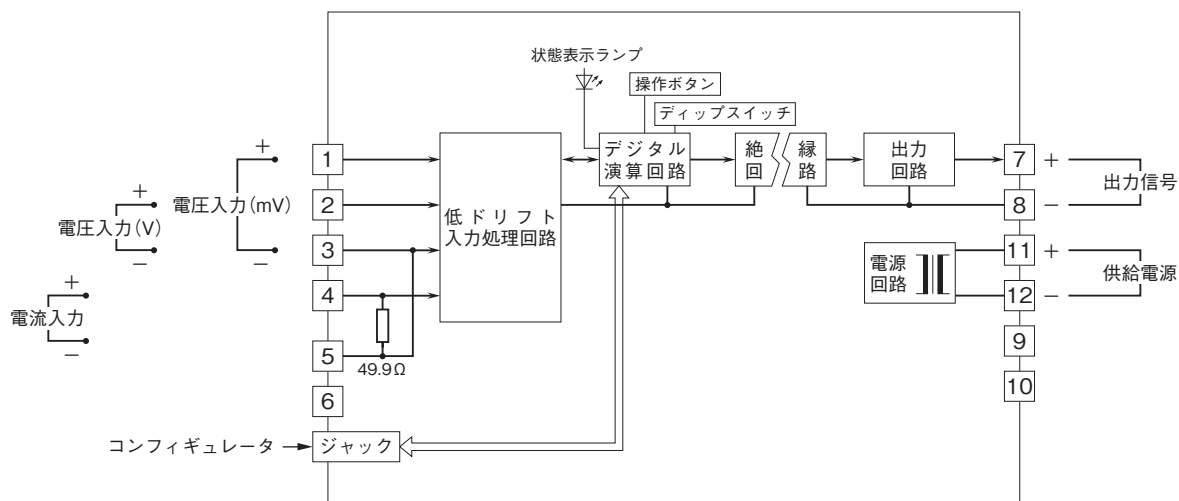 状態表示ランプ
操作ボタン
ディップスイッチ
デジタル
演算回路
絶
回
縁
路
出力
回路
低ドリフト
入力処理回路
電源
回路
1
2
3
4
5
6
7
8
11
12
9
10
+
−
出力信号
+
−
供給電源
+
電圧入力(mV)
−
+
電圧入力(V)
−
+
電流入力
−
49.9Ω
コンフィギュレータ
ジャック